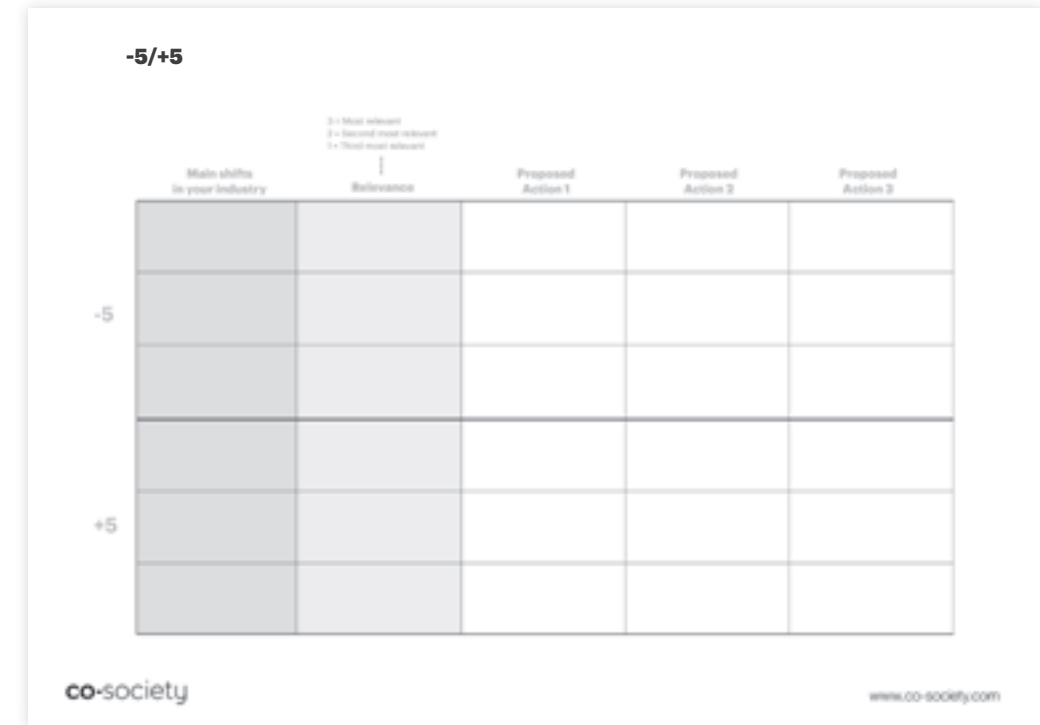 -5/+5
3 = Most relevant
2 = Second most relevant
1 = Third most relevant
Main shifts
in your industry
Relevance
Proposed
Action 1
Proposed
Action 2
Proposed
Action 3
-5
+5
co-society
www.co-society.com